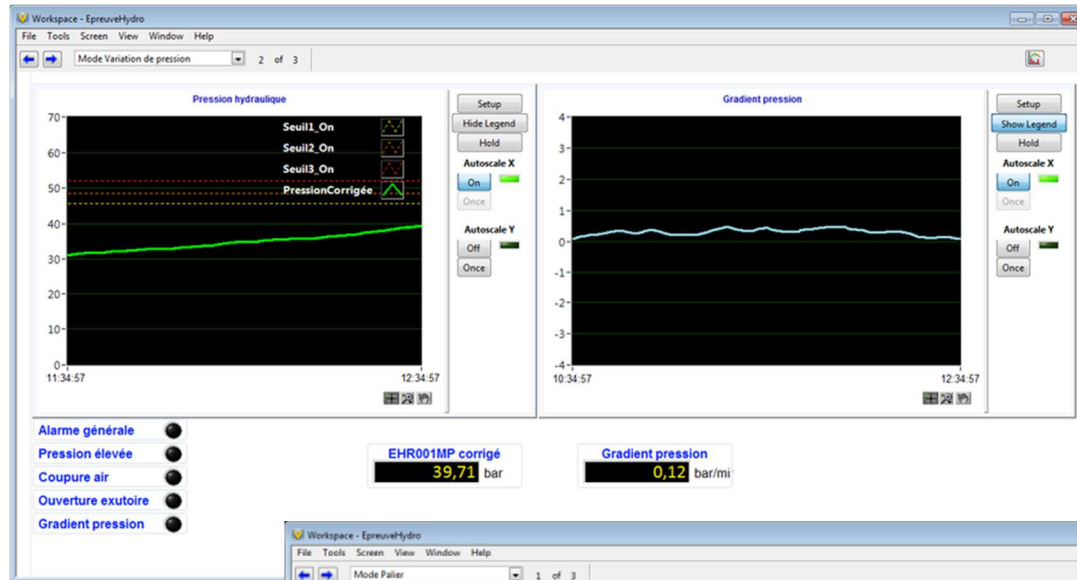 Workspace - EpreuveHydro
File Tools Screen View Window Help
Mode Variation de pression 2 of 3
Pression hydraulique
70
60
50
40
30
20
10
0
11:34:57 12:34:57
Seuil1_On
Seuil2_On
Seuil3_On
PressionCorrigée
Setup
Hide Legend
Hold
Autoscale X
On
Once
Autoscale Y
Off
Once
Gradient pression
4
3
2
1
0
-1
-2
-3
-4
10:34:57 12:34:57
Setup
Show Legend
Hold
Autoscale X
On
Once
Autoscale Y
Off
Once
Alarme générale
Pression élevée
Coupure air
Ouverture exutoire
Gradient pression
EHR001MP corrigé
39,71 bar
Gradient pression
0,12 bar/mi
Workspace - EpreuveHydro
File Tools Screen View Window Help
Mode Palier 1 of 3